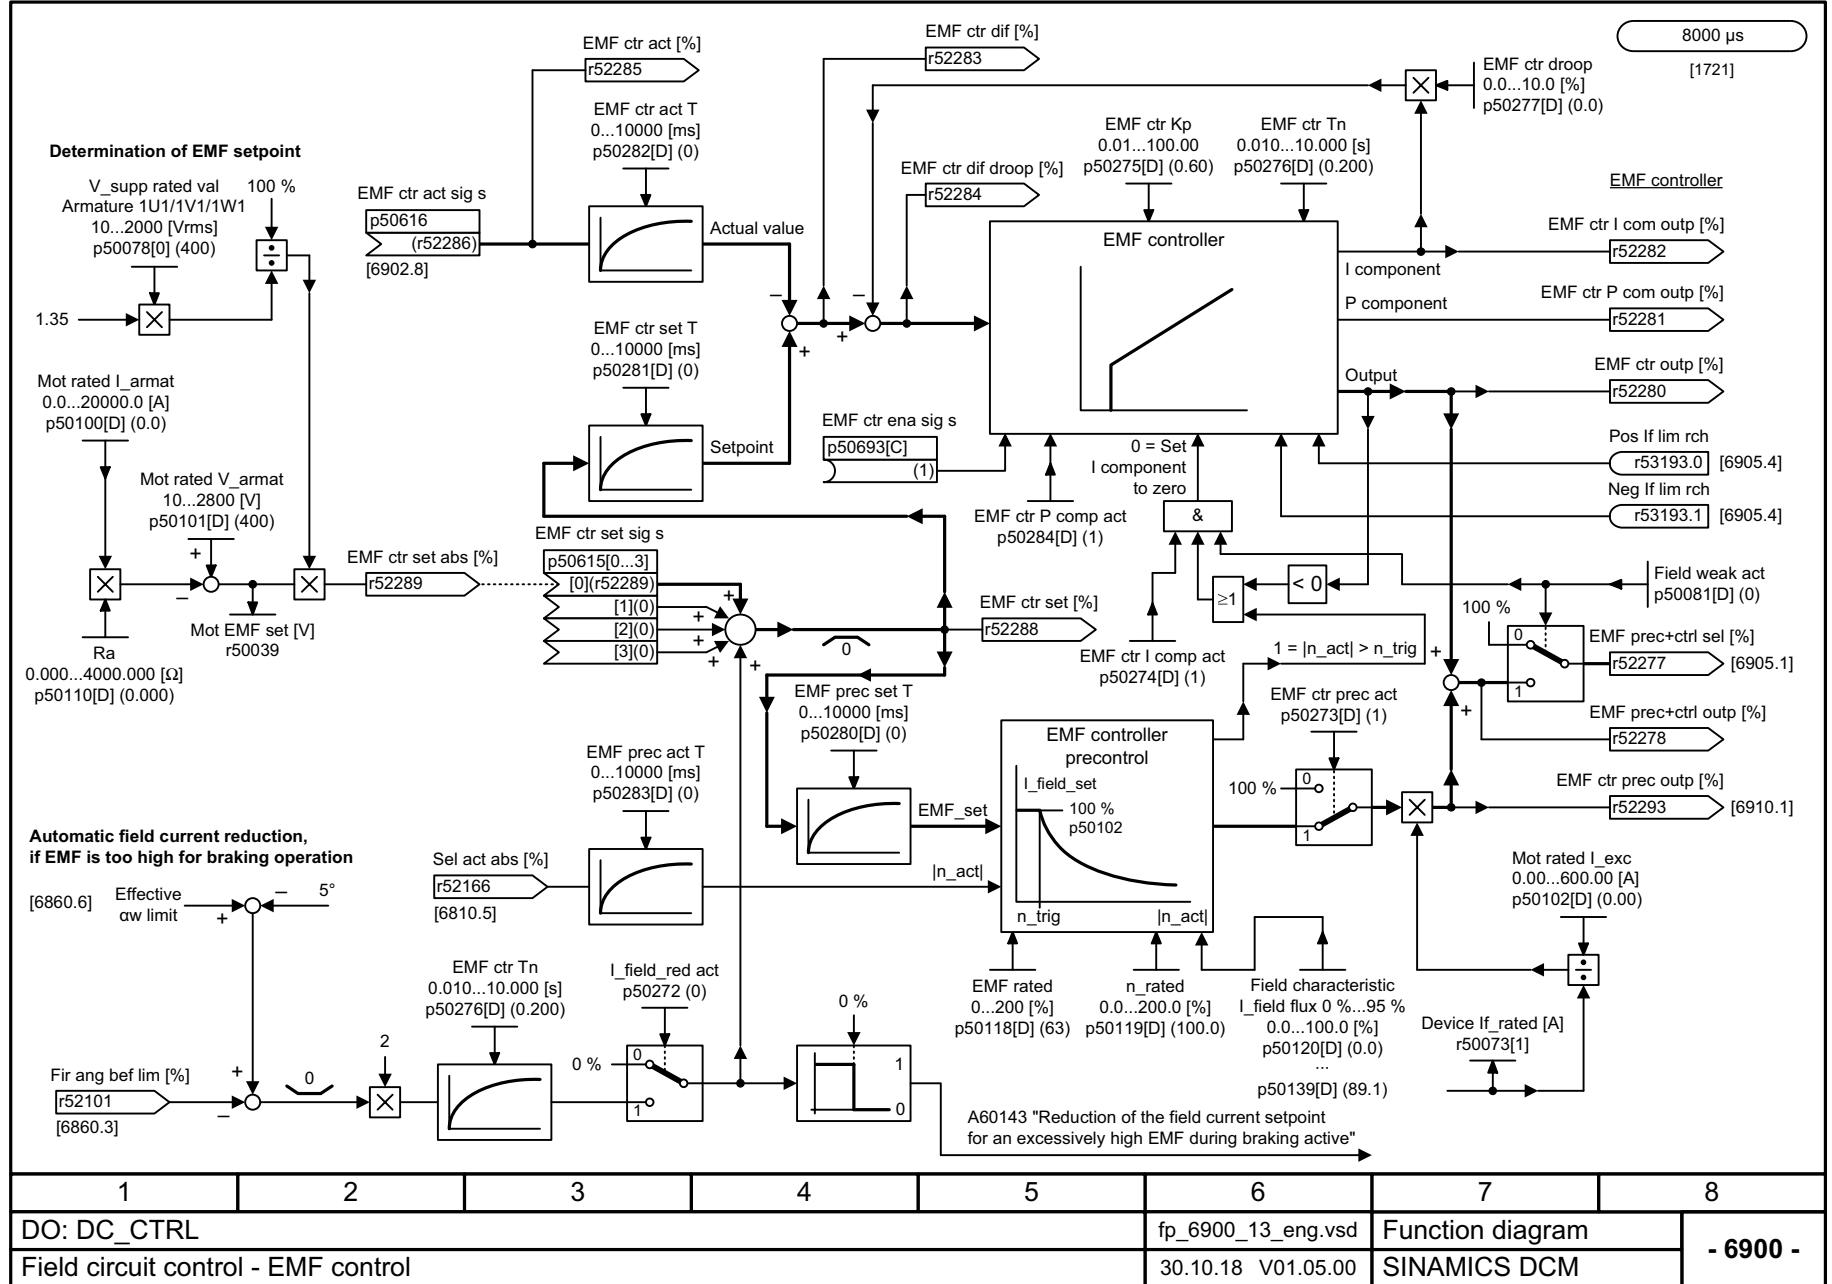 8000 µs
[1721]
EMF ctr act [%]
r52285
EMF ctr dif [%]
r52283
EMF ctr droop
0.0...10.0 [%]
p50277[D] (0.0)
EMF ctr act T
0...10000 [ms]
p50282[D] (0)
EMF ctr Kp
0.01...100.00
p50275[D] (0.60)
EMF ctr Tn
0.010...10.000 [s]
p50276[D] (0.200)
Determination of EMF setpoint
V_supp rated val
Armature 1U1/1V1/1W1
10...2000 [Vrms]
p50078[0] (400)
100 %
÷
1.35
×
EMF ctr act sig s
p50616
(r52286)
[6902.8]
Actual value
EMF ctr dif droop [%]
r52284
×
EMF controller
EMF controller
EMF ctr I com outp [%]
r52282
I component
P component
EMF ctr P com outp [%]
r52281
−
−
+
+
EMF ctr set T
0...10000 [ms]
p50281[D] (0)
Setpoint
Output
EMF ctr outp [%]
r52280
Mot rated I_armat
0.0...20000.0 [A]
p50100[D] (0.0)
EMF ctr ena sig s
p50693[C]
(1)
0 = Set
I component
to zero
Pos If lim rch
r53193.0 [6905.4]
Neg If lim rch
r53193.1 [6905.4]
Mot rated V_armat
10...2800 [V]
p50101[D] (400)
EMF ctr P comp act
p50284[D] (1)
&
×
+
−
×
EMF ctr set abs [%]
r52289
Mot EMF set [V]
r50039
Ra
0.000...4000.000 [Ω]
p50110[D] (0.000)
EMF ctr set sig s
p50615[0...3]
[0](r52289)
[1](0)
[2](0)
[3](0)
+
+
+
+
+
0
EMF ctr set [%]
r52288
≥1
< 0
EMF ctr I comp act
p50274[D] (1)
1 = |n_act| > n_trig
Field weak act
p50081[D] (0)
100 %
0
1
EMF prec+ctrl sel [%]
r52277 [6905.1]
+
+
EMF prec+ctrl outp [%]
r52278
EMF prec set T
0...10000 [ms]
p50280[D] (0)
EMF ctr prec act
p50273[D] (1)
EMF prec act T
0...10000 [ms]
p50283[D] (0)
EMF_set
EMF controller
precontrol
I_field_set
100 %
p50102
n_trig
|n_act|
100 %
0
1
×
EMF ctr prec outp [%]
r52293 [6910.1]
Automatic field current reduction,
if EMF is too high for braking operation
[6860.6]
Effective
αw limit
+
−
5°
Sel act abs [%]
r52166
[6810.5]
|n_act|
Mot rated I_exc
0.00...600.00 [A]
p50102[D] (0.00)
÷
EMF rated
0...200 [%]
p50118[D] (63)
n_rated
0.0...200.0 [%]
p50119[D] (100.0)
Field characteristic
I_field flux 0 %...95 %
0.0...100.0 [%]
p50120[D] (0.0)
...
p50139[D] (89.1)
Device If_rated [A]
r50073[1]
EMF ctr Tn
0.010...10.000 [s]
p50276[D] (0.200)
I_field_red act
p50272 (0)
0 %
Fir ang bef lim [%]
r52101
[6860.3]
+
−
0
2
×
0 %
0
1
1
0
A60143 "Reduction of the field current setpoint
for an excessively high EMF during braking active"
1 2 3 4 5 6 7 8
DO: DC_CTRL
fp_6900_13_eng.vsd
Function diagram
- 6900 -
Field circuit control - EMF control
30.10.18 V01.05.00
SINAMICS DCM